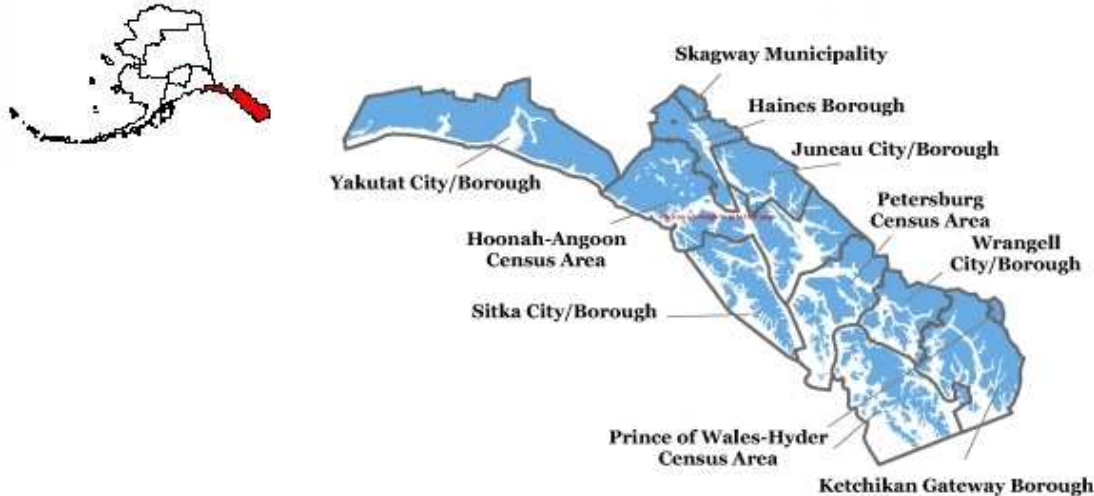 Skagway Municipality
Haines Borough
Juneau City/Borough
Yakutat City/Borough
Petersburg
Census Area
Hoonah-Angoon
Census Area
Wrangell
City/Borough
Sitka City/Borough
Prince of Wales-Hyder
Census Area
Ketchikan Gateway Borough